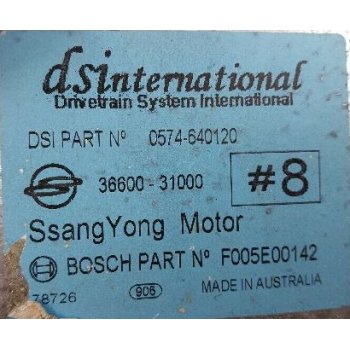 dsinternational
Drivetrain System International
DSI PART Nº 0574-640120
36600-31000 #8
SsangYong Motor
BOSCH PART Nº F005E00142
78726 906 MADE IN AUSTRALIA